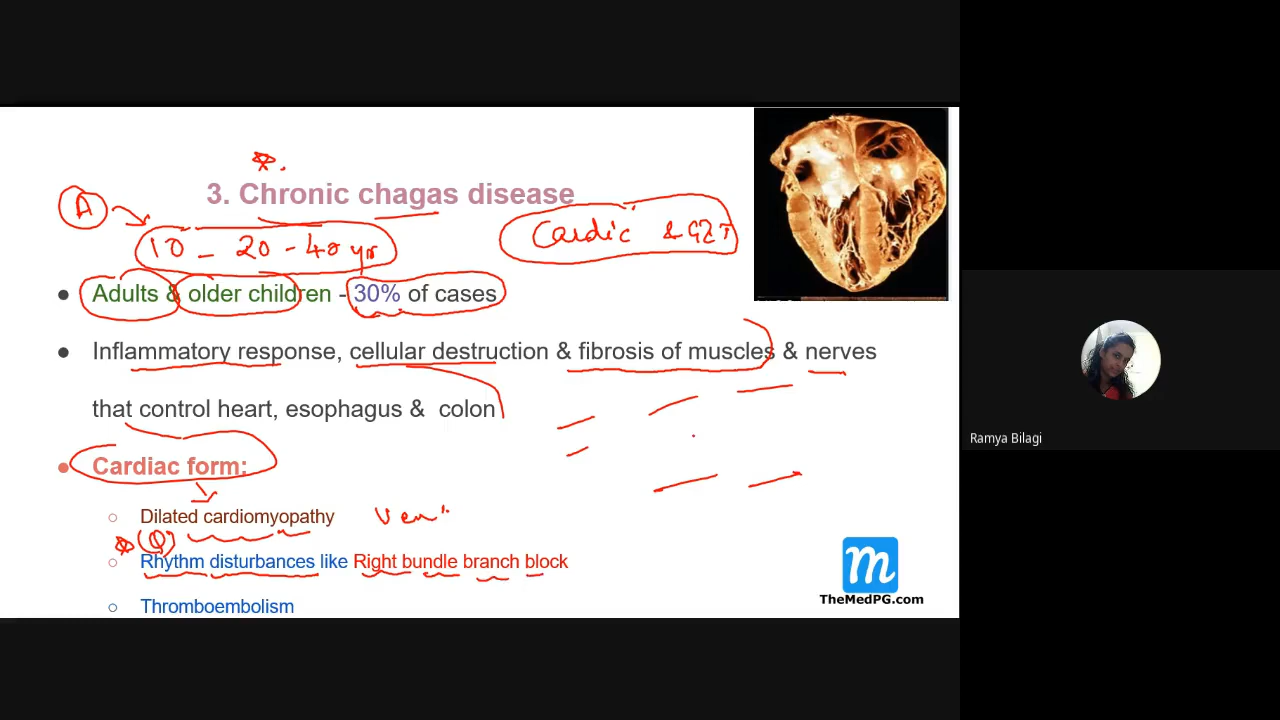 3. Chronic chagas disease
A
10 - 20 - 40 yr
Cardic & GIT
Adults & older children - 30% of cases
Inflammatory response, cellular destruction & fibrosis of muscles & nerves
that control heart, esophagus & colon
Cardiac form:
Dilated cardiomyopathy
(Q)
Rhythm disturbances like Right bundle branch block
Thromboembolism
m
TheMedPG.com
Ramya Bilagi